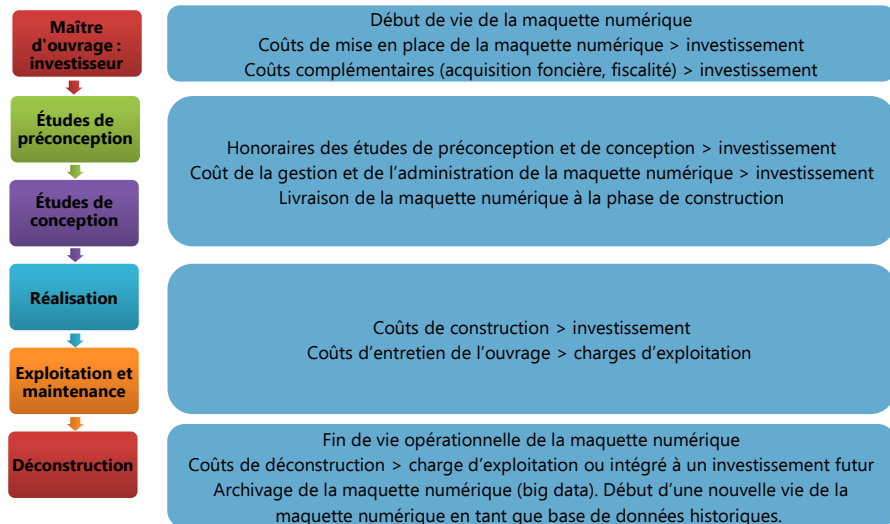 Maître
d'ouvrage :
investisseur
Début de vie de la maquette numérique
Coûts de mise en place de la maquette numérique > investissement
Coûts complémentaires (acquisition foncière, fiscalité) > investissement
Études de
préconception
Études de
conception
Honoraires des études de préconception et de conception > investissement
Coût de la gestion et de l’administration de la maquette numérique > investissement
Livraison de la maquette numérique à la phase de construction
Réalisation
Exploitation et
maintenance
Coûts de construction > investissement
Coûts d’entretien de l’ouvrage > charges d’exploitation
Déconstruction
Fin de vie opérationnelle de la maquette numérique
Coûts de déconstruction > charge d’exploitation ou intégré à un investissement futur
Archivage de la maquette numérique (big data). Début d’une nouvelle vie de la
maquette numérique en tant que base de données historiques.